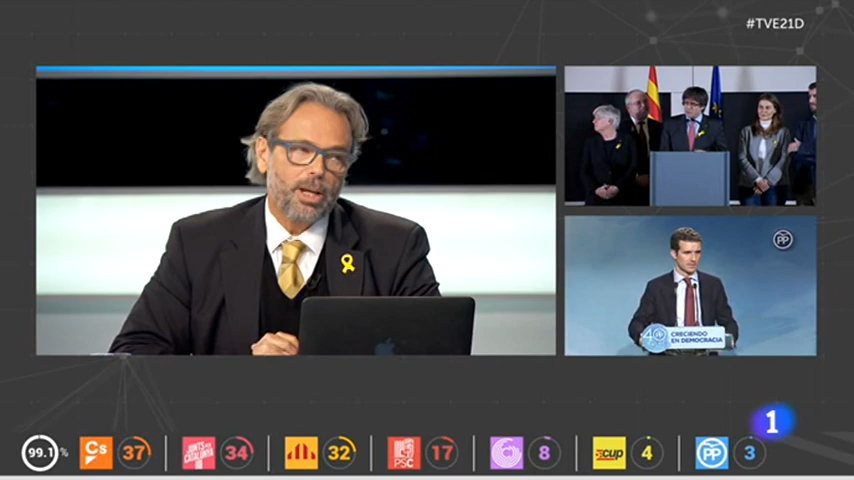 #TVE21D
PP
40 CRECIENDO
EN DEMOCRACIA
1
99.1%
Cs 37
JUNTS PER CATALUNYA 34
32
PSC 17
8
CUP 4
PP 3